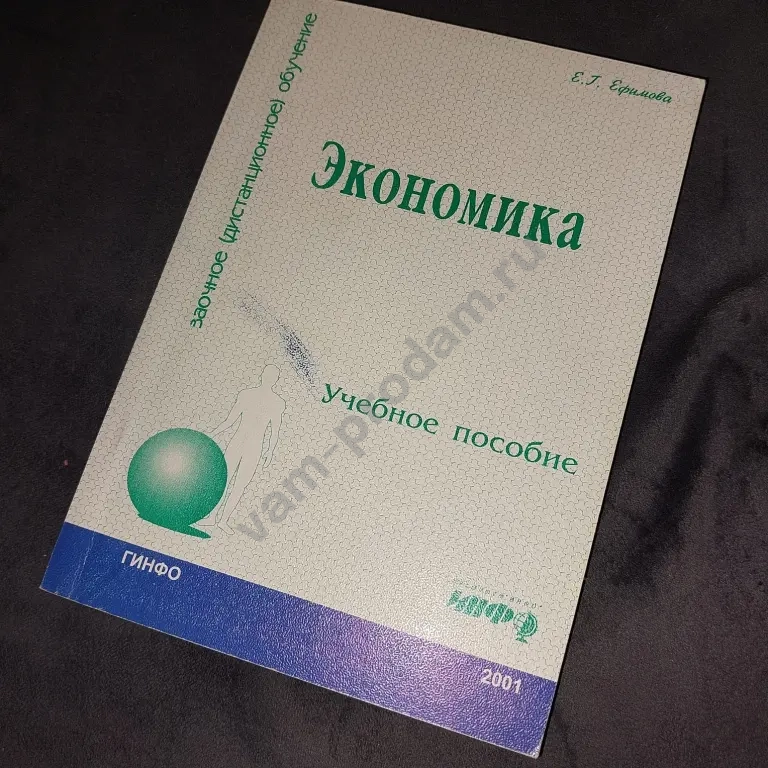 Е.Г. Ефимова
заочное (дистанционное) обучение
Экономика
Учебное пособие
ГИНФО
2001
vam-prodam.ru